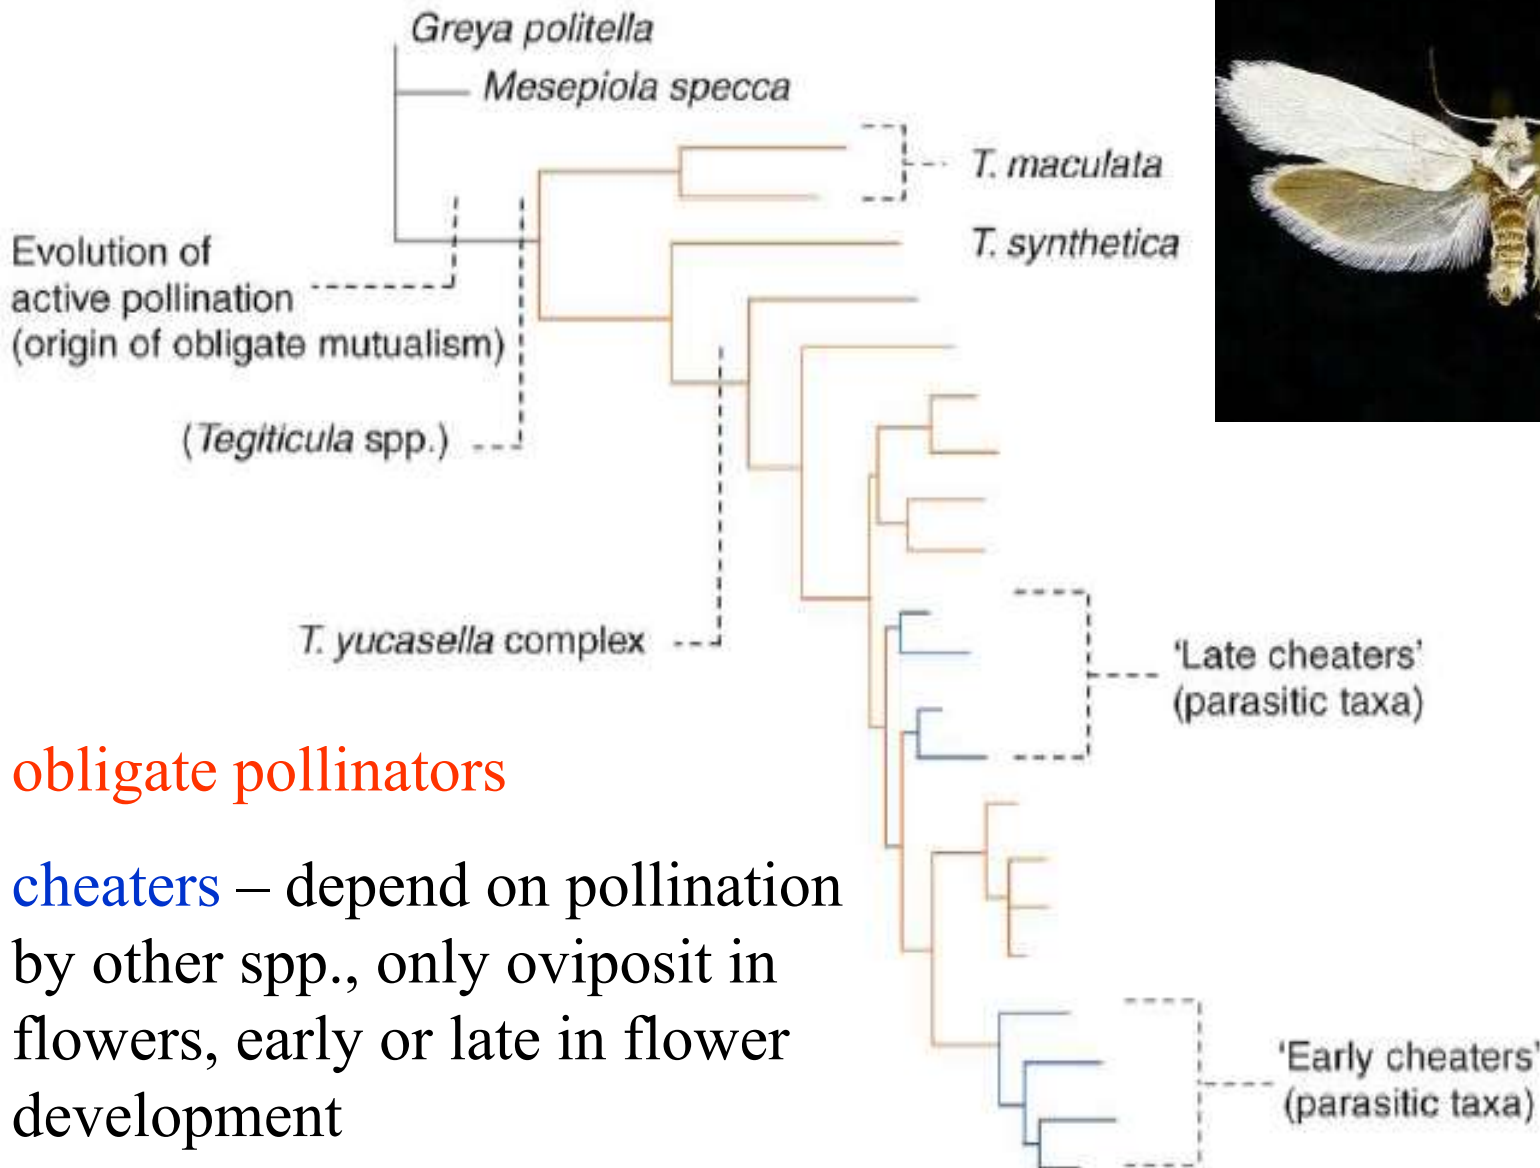 Greya politella
Mesepiola specca
T. maculata
T. synthetica
Evolution of
active pollination
(origin of obligate mutualism)
(Tegiticula spp.)
T. yucasella complex
'Late cheaters'
(parasitic taxa)
obligate pollinators
cheaters – depend on pollination
by other spp., only oviposit in
flowers, early or late in flower
development
'Early cheaters'
(parasitic taxa)